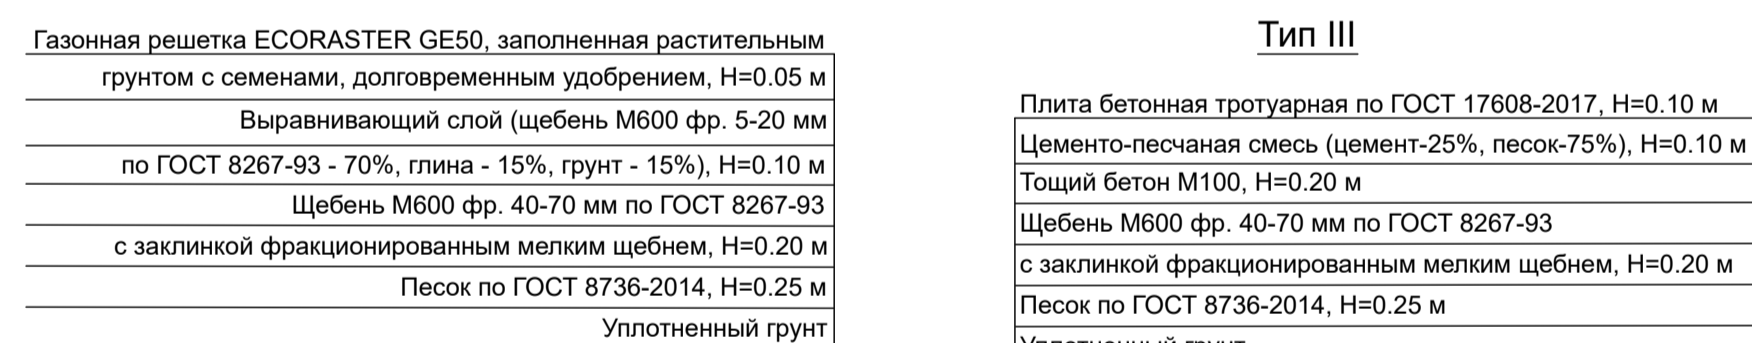 Газонная решетка ECORASTER GE50, заполненная растительным
грунтом с семенами, долговременным удобрением, H=0.05 м
Выравнивающий слой (щебень М600 фр. 5-20 мм
по ГОСТ 8267-93 - 70%, глина - 15%, грунт - 15%), H=0.10 м
Щебень М600 фр. 40-70 мм по ГОСТ 8267-93
с заклинкой фракционированным мелким щебнем, H=0.20 м
Песок по ГОСТ 8736-2014, H=0.25 м
Уплотненный грунт
Тип III
Плита бетонная тротуарная по ГОСТ 17608-2017, H=0.10 м
Цементо-песчаная смесь (цемент-25%, песок-75%), H=0.10 м
Тощий бетон М100, H=0.20 м
Щебень М600 фр. 40-70 мм по ГОСТ 8267-93
с заклинкой фракционированным мелким щебнем, H=0.20 м
Песок по ГОСТ 8736-2014, H=0.25 м